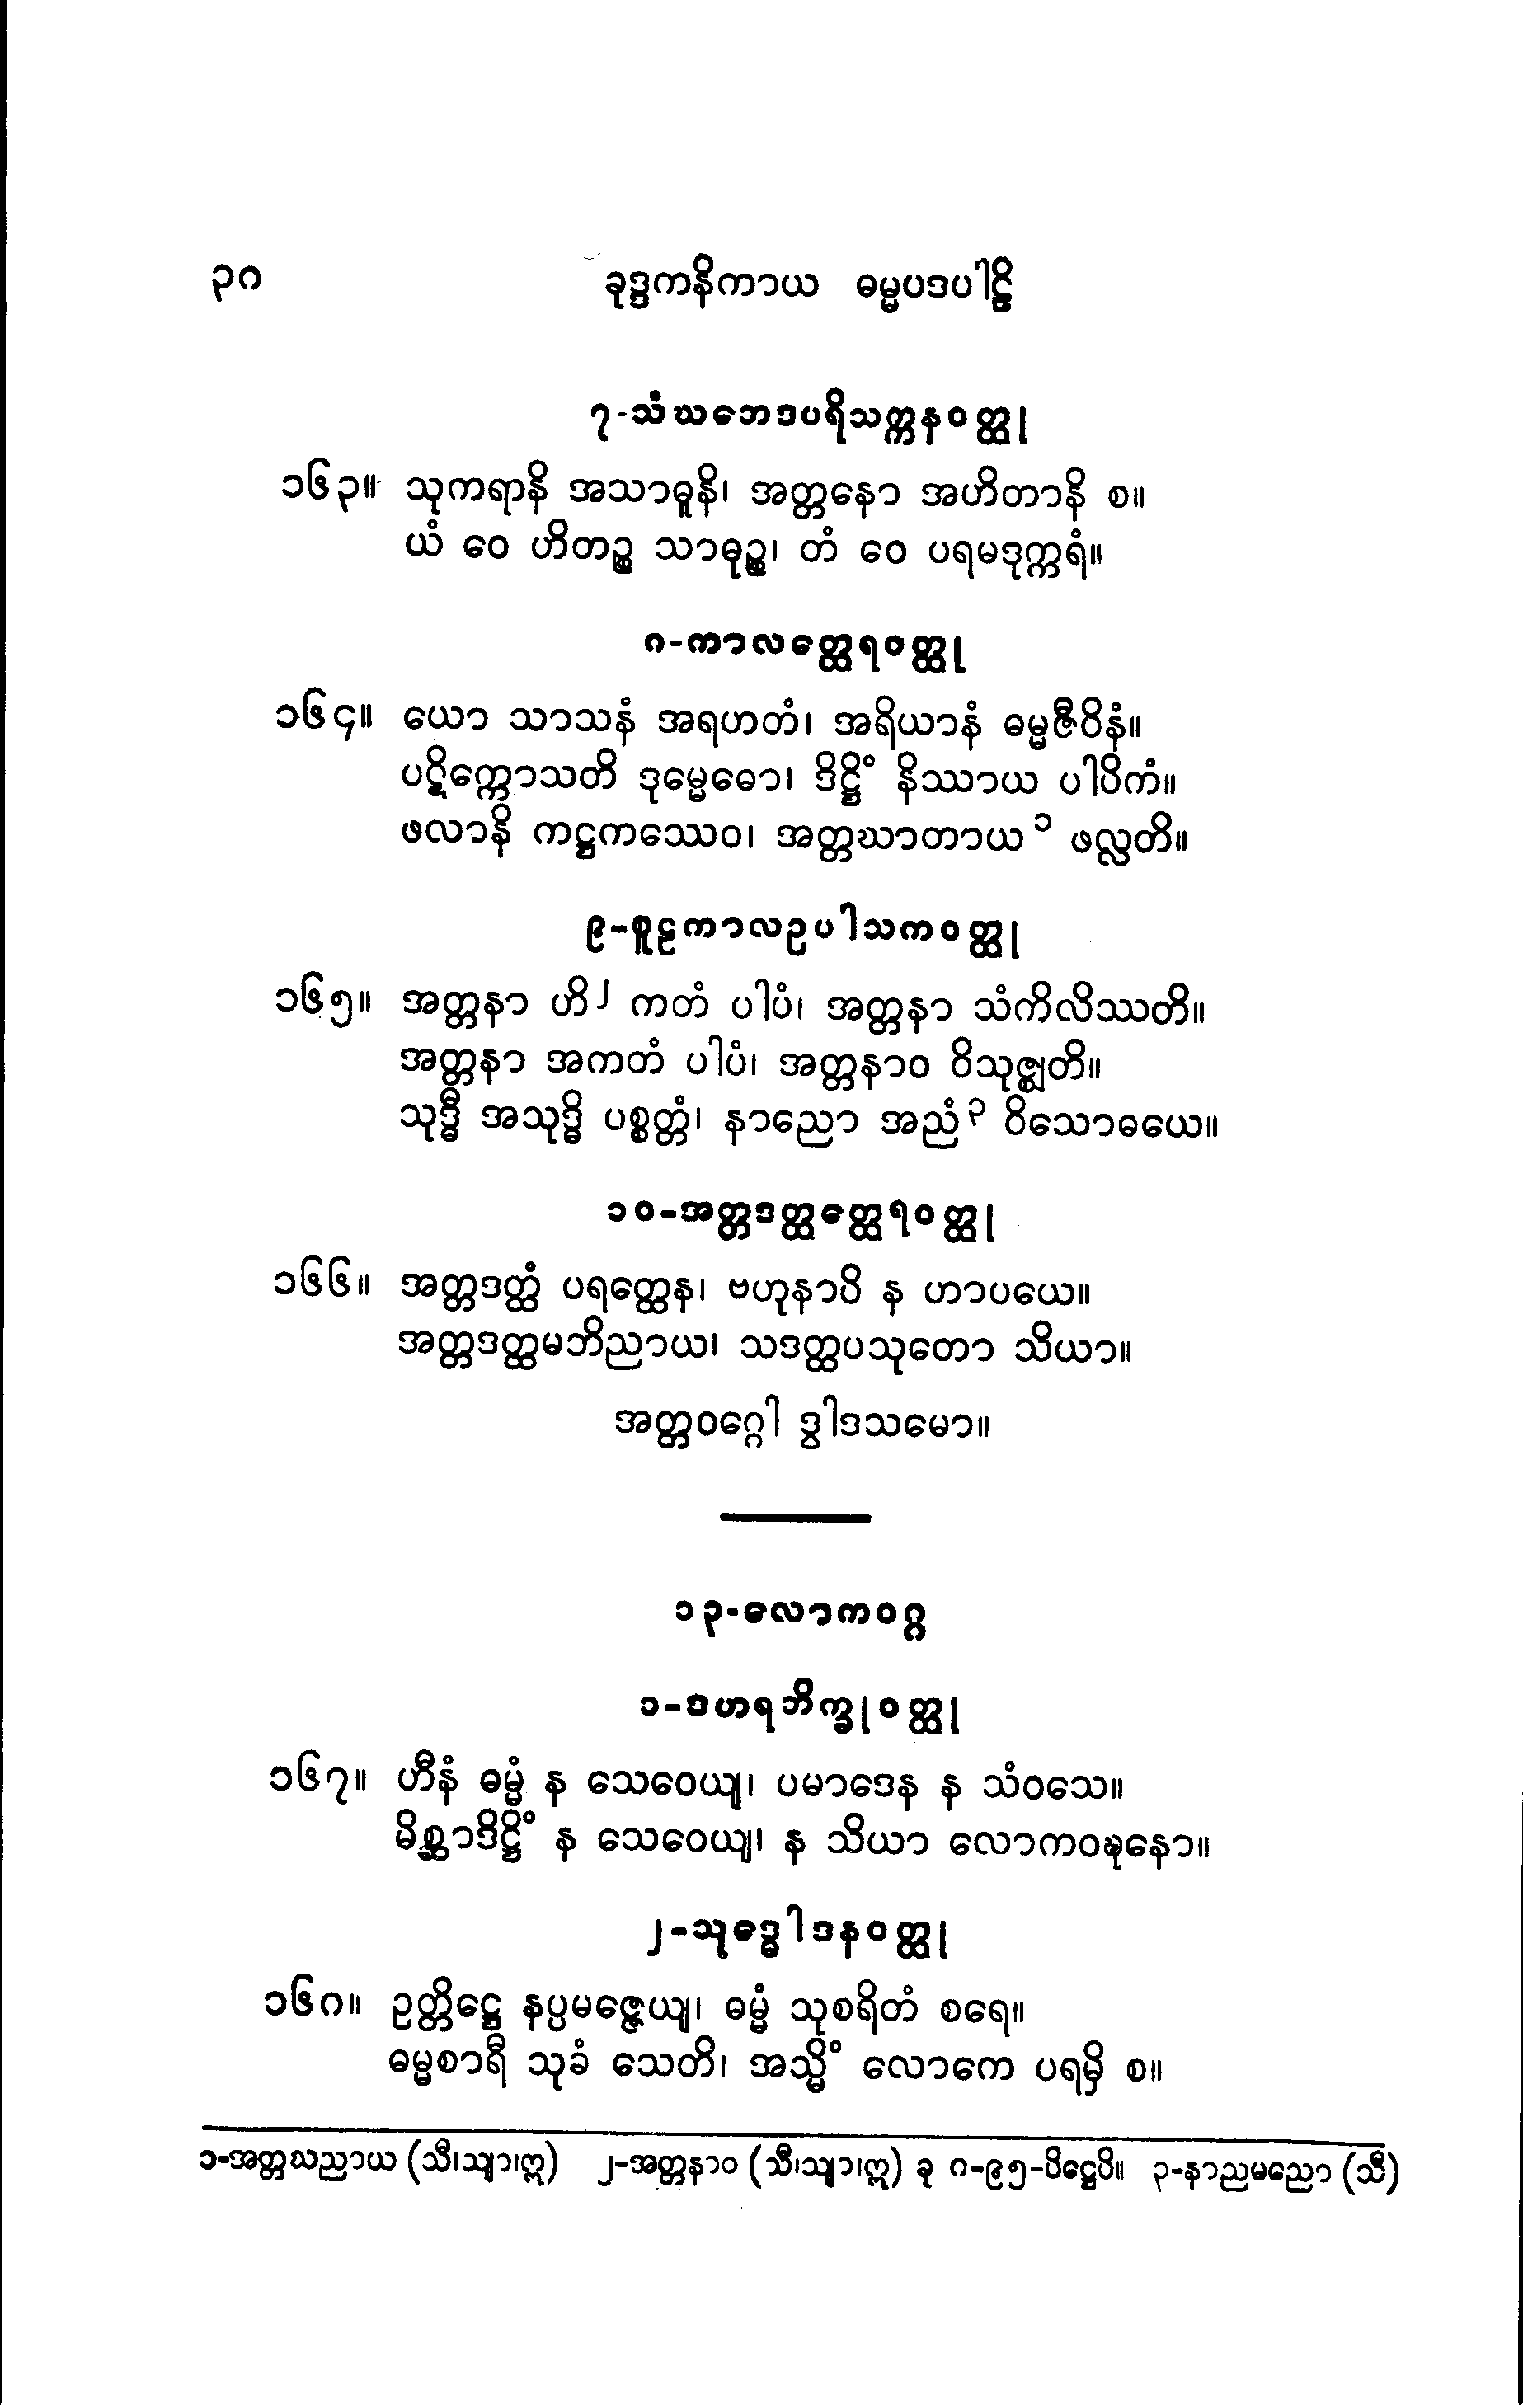 ၃၈ ခုဒ္ဒကနိကာယ ဓမ္မပဒပါဠိ
၇-သံဃဘေဒပရိသက္ကနဝတ္ထု
၁၆၃။ သုကရာနိ အသာဓူနိ၊ အတ္တနော အဟိတာနိ စ။
ယံ ဝေ ဟိတဉ္စ သာဓုဉ္စ၊ တံ ဝေ ပရမဒုက္ကရံ။
၈-ကာလတ္ထေရဝတ္ထု
၁၆၄။ ယော သာသနံ အရဟတံ၊ အရိယာနံ ဓမ္မဇီဝိနံ။
ပဋိက္ကောသတိ ဒုမ္မေဓော၊ ဒိဋ္ဌိံ နိဿာယ ပါပိကံ။
ဖလာနိ ကဋ္ဌကဿေဝ၊ အတ္တဃာတာယ ၁ ဖလ္လတိ။
၉-စူဠကာလဥပါသကဝတ္ထု
၁၆၅။ အတ္တနာ ဟိ ၂ ကတံ ပါပံ၊ အတ္တနာ သံကိလိဿတိ။
အတ္တနာ အကတံ ပါပံ၊ အတ္တနာဝ ဝိသုဇ္ဈတိ။
သုဒ္ဓီ အသုဒ္ဓိ ပစ္စတ္တံ၊ နာညော အညံ ၃ ဝိသောဓယေ။
၁၀-အတ္တဒတ္ထတ္ထေရဝတ္ထု
၁၆၆။ အတ္တဒတ္ထံ ပရတ္ထေန၊ ဗဟုနာပိ န ဟာပယေ။
အတ္တဒတ္ထမဘိညာယ၊ သဒတ္ထပသုတော သိယာ။
အတ္တဝဂ္ဂေါ ဒွါဒသမော။
၁၃-လောကဝဂ္ဂ
၁-ဒဟရဘိက္ခုဝတ္ထု
၁၆၇။ ဟီနံ ဓမ္မံ န သေဝေယျ၊ ပမာဒေန န သံဝသေ။
မိစ္ဆာဒိဋ္ဌိံ န သေဝေယျ၊ န သိယာ လောကဝဍ္ဎနော။
၂-သုဒ္ဓေါဒနဝတ္ထု
၁၆၈။ ဥတ္တိဋ္ဌေ နပ္ပမဇ္ဇေယျ၊ ဓမ္မံ သုစရိတံ စရေ။
ဓမ္မစာရီ သုခံ သေတိ၊ အသ္မိံ လောကေ ပရမှိ စ။
၁-အတ္တဃညာယ (သီ၊သျာ၊ဣ) ၂-အတ္တနာဝ (သီ၊သျာ၊ဣ) ခု ၈-၉၅-ပိဋ္ဌေပိ။ ၃-နာညမညော (သီ)